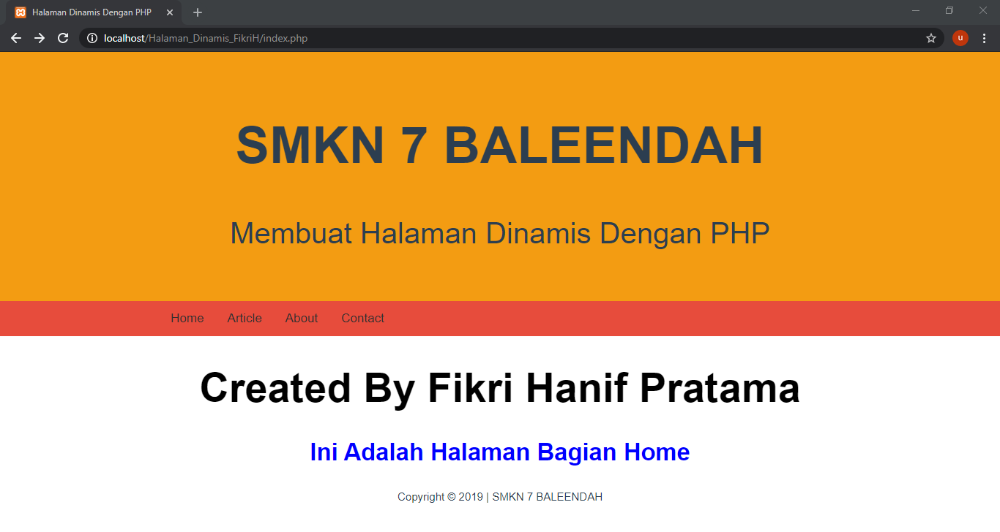 Halaman Dinamis Dengan PHP
localhost/Halaman_Dinamis_FikriH/index.php
u
SMKN 7 BALEENDAH
Membuat Halaman Dinamis Dengan PHP
Home Article About Contact
Created By Fikri Hanif Pratama
Ini Adalah Halaman Bagian Home
Copyright © 2019 | SMKN 7 BALEENDAH